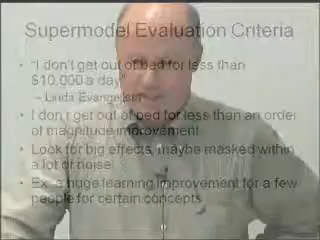 Supermodel Evaluation Criteria
• "I don't get out of bed for less than
$10,000 a day"
– Linda Evangelista
• I don't get out of bed for less than an order
of magnitude improvement
• Look for big effects, maybe masked within
a lot of noise
• Ex: a huge learning improvement for a few
people for certain concepts